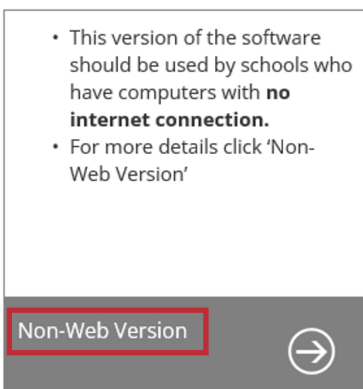 • This version of the software
should be used by schools who
have computers with no
internet connection.
• For more details click ‘Non-
Web Version’
Non-Web Version